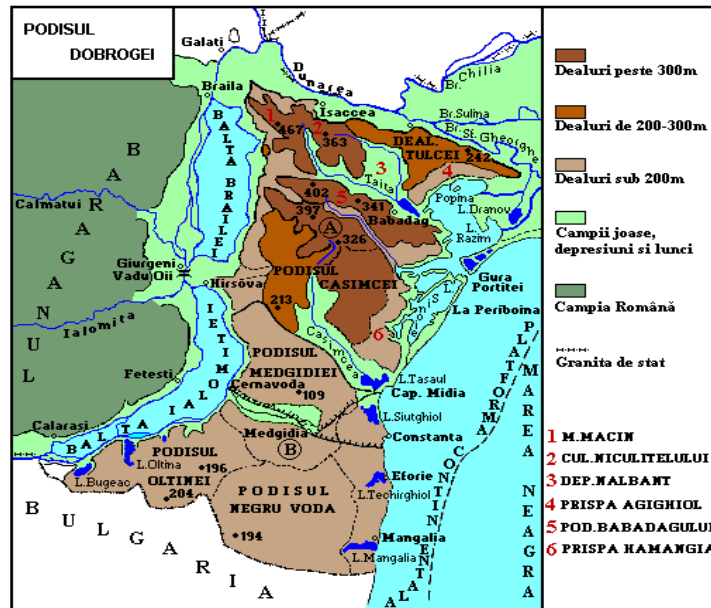 PODISUL
DOBROGEI
Galati
Dunarea
Br. Chilia
Braila
Isaccea
Br.Sulina
Br.St. Gheorghe
1
467
2
363
DEAL.
TULCEI
242
BALTA BRAILEI
3
Taita
4
402
5
341
Babadag
Popina
L.Dranov
L.
Razim
397
A
326
BARAGANUL
Calmatui
Giurgeni
Vadu Oii
Hirsova
PODISUL
CASIMCEI
Gura
Portitei
L. Sinoie
La Periboina
213
Ialomita
6
Casimcea
PODISUL
MEDGIDIEI
Fetesti
Cernavoda
109
L.Tasaul
Cap. Midia
BALTA IALOMITEI
L.Siutghiol
Calarasi
Medgidia
Constanta
B
PODISUL
OLTINEI
L.Oltina
196
204
L.Bugeac
Eforie
L.Techirghiol
PODISUL
NEGRU VODA
194
Mangalia
L.Mangalia
BULGARIA
PLATFORMA CONTINENTALA
MAREA NEAGRA
Dealuri peste 300m
Dealuri de 200-300m
Dealuri sub 200m
Campii joase,
depresiuni si lunci
Campia Română
Granita de stat
1 M.MACIN
2 CUL.NICULITELULUI
3 DEP.NALBANT
4 PRISPA AGIGHIOL
5 POD.BABADAGULUI
6 PRISPA HAMANGIA